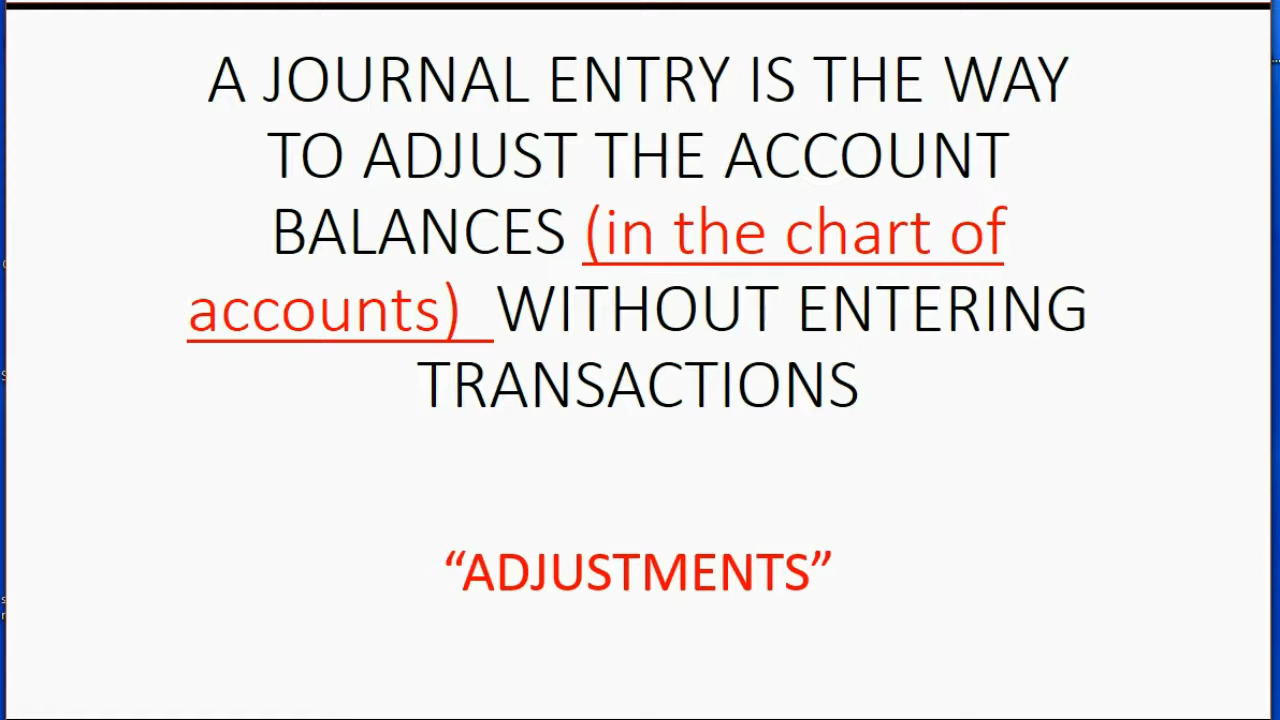 A JOURNAL ENTRY IS THE WAY
TO ADJUST THE ACCOUNT
BALANCES (in the chart of
accounts) WITHOUT ENTERING
TRANSACTIONS
“ADJUSTMENTS”